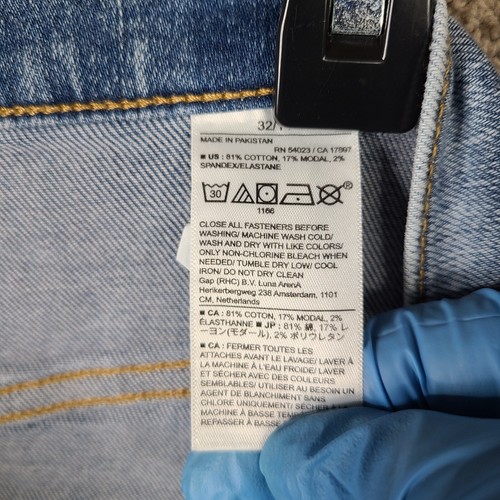 32/
MADE IN PAKISTAN
RN 54023 / CA 17897
■ US : 81% COTTON, 17% MODAL, 2%
SPANDEX/ELASTANE
30
®
1166
CLOSE ALL FASTENERS BEFORE
WASHING/ MACHINE WASH COLD/
WASH AND DRY WITH LIKE COLORS/
ONLY NON-CHLORINE BLEACH WHEN
NEEDED/ TUMBLE DRY LOW/ COOL
IRON/ DO NOT DRY CLEAN
Gap (RHC) B.V. Luna ArenA
Herikerbergweg 238 Amsterdam, 1101
CM, Netherlands
■ CA : 81% COTON, 17% MODAL, 2%
ÉLASTHANNE ■ JP : 81% 綿, 17% レ
ーヨン(モダール), 2% ポリウレタン
■ CA : FERMER TOUTES LES
ATTACHES AVANT LE LAVAGE/ LAVER À
LA MACHINE À L'EAU FROIDE/ LAVER
ET SÉCHER AVEC DES COULEURS
SEMBLABLES/ UTILISER AU BESOIN UN
AGENT DE BLANCHIMENT SANS
CHLORE UNIQUEMENT/ SÉCHER À
MACHINE À BASSE
REPASSER À BASSE